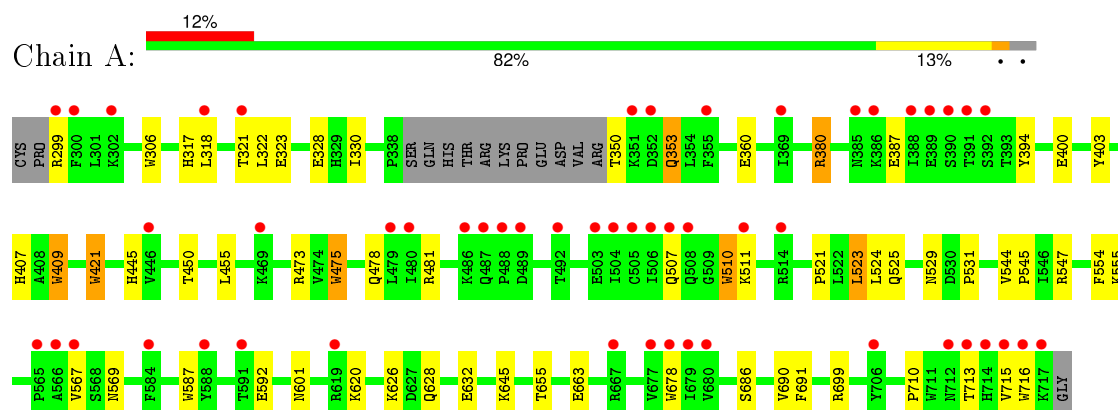 12%
Chain A:
82% 13% • •
CYS PRO R299 F300 L301 K302 W306 H317 L318 T321 L322 E323 E328 H329 I330 P338 SER GLN HIS THR ARG LYS PRO GLU ASP VAL ARG T350 K351 D352 Q353 L354 F355 E360 I369 R380 N385 K386 E387 I388 E389 S390 T391 S392 T393 Y394 E400 Y403
H407 A408 W409 W421 H445 V446 T450 L455 K469 R473 V474 W475 Q478 L479 I480 R481 K486 Q487 P488 D489 T492 E503 I504 C505 I506 Q507 Q508 G509 W510 K511 R514 P521 L522 L523 L524 Q525 N529 D530 P531 V544 P545 I546 R547 F554 K555
P565 A566 V567 S568 N569 F584 W587 Y588 T591 E592 N601 R619 K620 K626 D627 Q628 E632 K645 T655 E663 R667 V677 W678 I679 V680 S686 V690 F691 R699 Y706 P710 W711 N712 T713 H714 V715 W716 K717 GLY